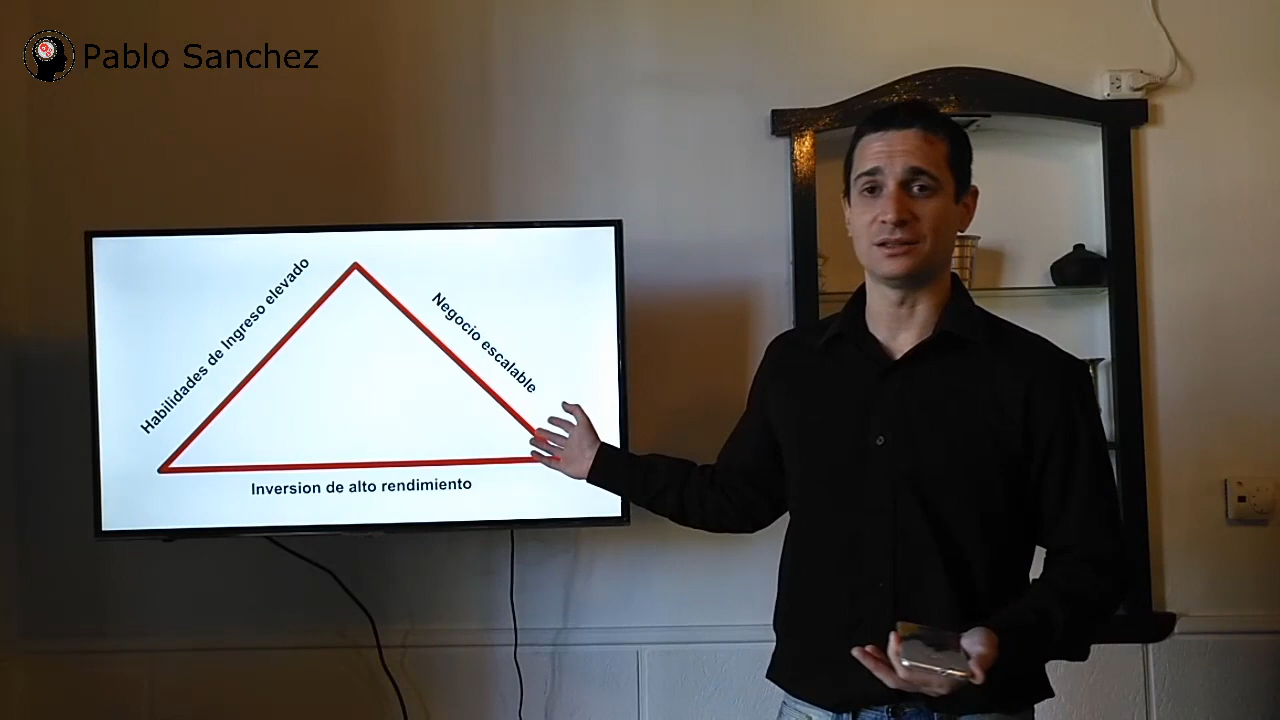 Pablo Sanchez
Habilidades de Ingreso elevado
Negocio escalable
Inversion de alto rendimiento